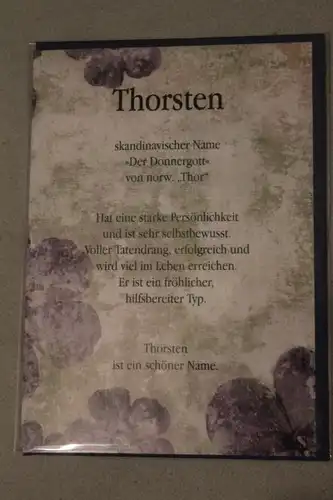 Thorsten
skandinavischer Name
»Der Donnergott«
von norw. „Thor“
Hat eine starke Persönlichkeit
und ist sehr selbstbewusst.
Voller Tatendrang, erfolgreich und
wird viel im Leben erreichen.
Er ist ein fröhlicher,
hilfsbereiter Typ.
Thorsten
ist ein schöner Name.